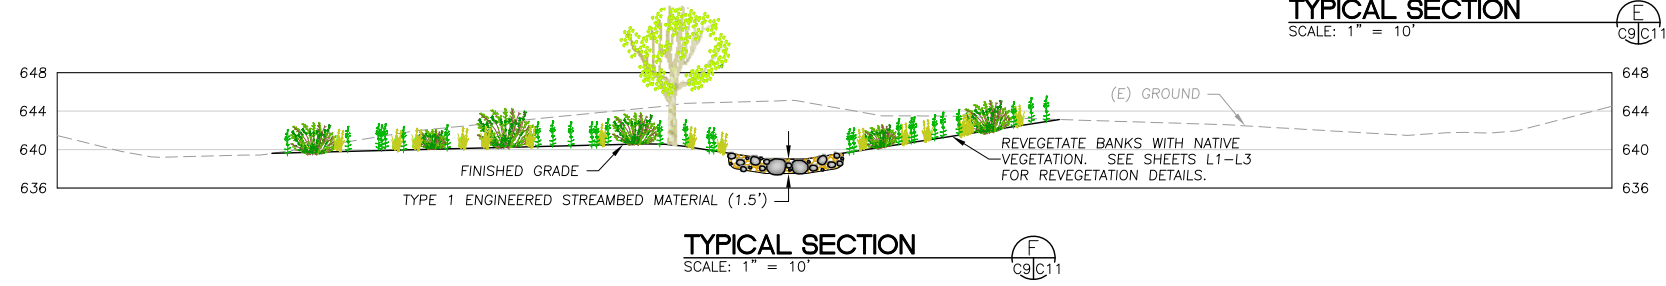 TYPICAL SECTION
SCALE: 1" = 10'
E
C9 C11
648
648
644
644
(E) GROUND
640
640
REVEGETATE BANKS WITH NATIVE
VEGETATION. SEE SHEETS L1-L3
FOR REVEGETATION DETAILS.
FINISHED GRADE
636
636
TYPE 1 ENGINEERED STREAMBED MATERIAL (1.5')
TYPICAL SECTION
SCALE: 1" = 10'
F
C9 C11